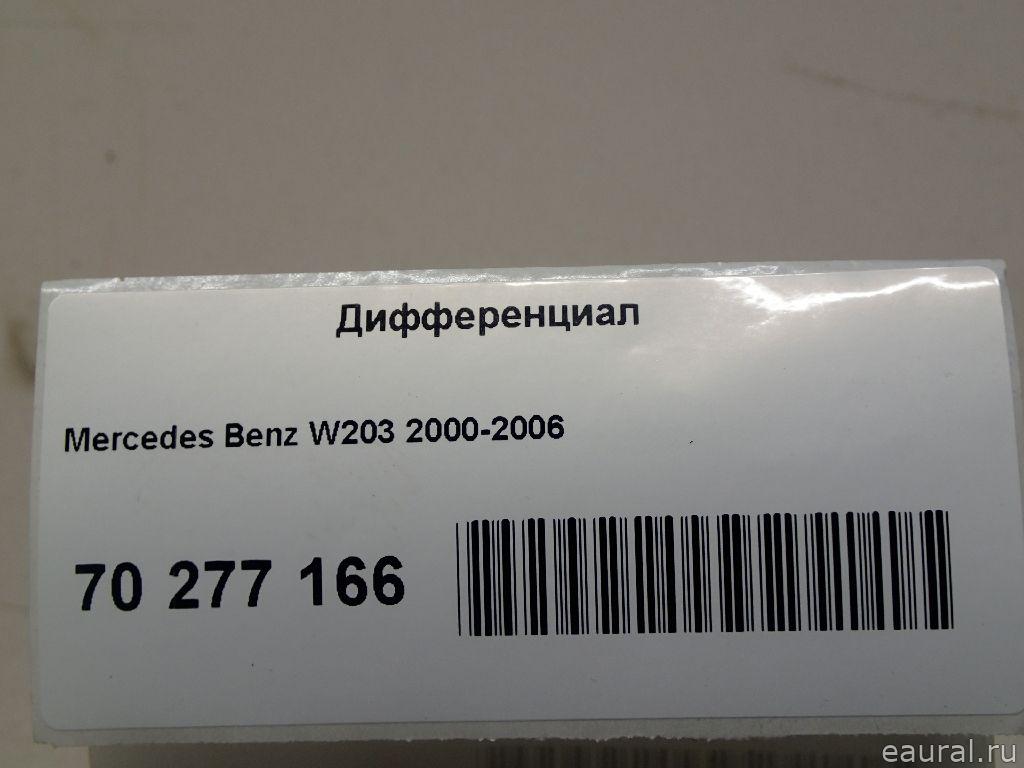 Дифференциал
Mercedes Benz W203 2000-2006
70 277 166
eaural.ru